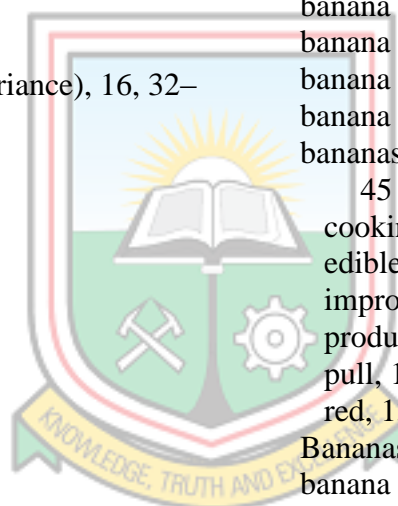 riance), 16, 32–
banana
banana
banana
banana
bananas
45
cookin
edible
impro
produ
pull, 1
red, 1
Bananas
banana
KNOWLEDGE, TRUTH AND EXCELLENCE